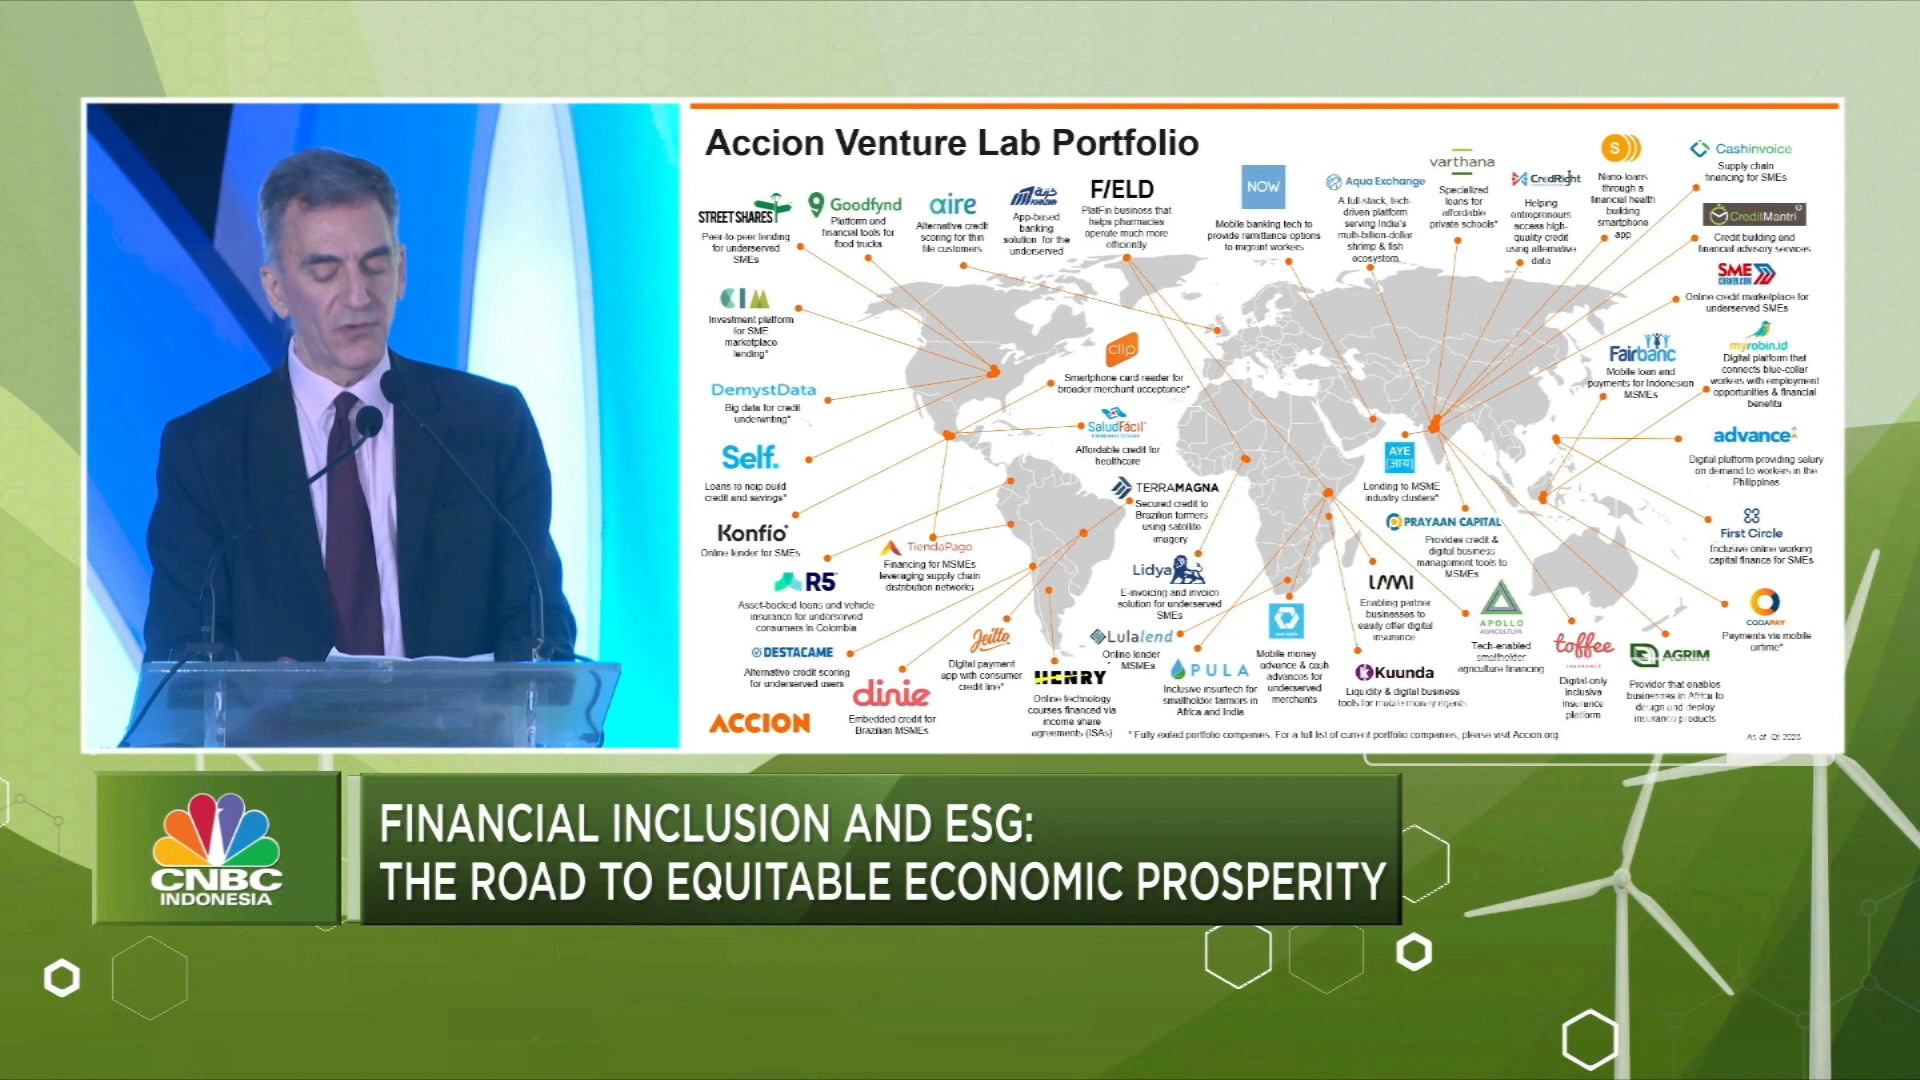 Accion Venture Lab Portfolio
STREET SHARES
Peer-to-peer lending
for underserved
SMEs
Goodfynd
Platform and
financial tools for
food trucks
aire
Alternative credit
scoring for thin
file customers
App-based
banking
solution for the
underserved
F/ELD
PlatFin business that
helps pharmacies
operate much more
efficiently
NOW
Mobile banking tech to
provide remittance options
to migrant workers
Aqua Exchange
A full-stack, tech-
driven platform
serving India's
multi-billion-dollar
shrimp & fish
ecosystem
varthana
Specialized
loans for
affordable
private schools*
CredRight
Helping
entrepreneurs
access high-
quality credit
using alternative
data
S
Nano-loans
through a
financial health
building
smartphone
app
Cashinvoice
Supply chain
financing for SMEs
CreditMantri
Credit building and
financial advisory services
SME
CORNER.COM
Online credit marketplace for
underserved SMEs
CIM
Investment platform
for SME
marketplace
lending*
clip
Smartphone card reader for
broader merchant acceptance*
Fairbanc
Mobile loan and
payments for Indonesian
MSMEs
myrobin.id
Digital platform that
connects blue-collar
workers with employment
opportunities & financial
benefits
DemystData
Big data for credit
underwriting*
SaludFácil
Affordable credit for
healthcare
AYE
[आय]
Lending to MSME
industry clusters*
advance
Digital platform providing salary
on demand to workers in the
Philippines
Self.
Loans to help build
credit and savings*
TERRAMAGNA
Secured credit to
Brazilian farmers
using satellite
imagery
PRAYAAN CAPITAL
Provides credit &
digital business
management tools to
MSMEs
First Circle
Inclusive online working
capital finance for SMEs
Konfío
Online lender for SMEs
TiendaPago
Financing for MSMEs
leveraging supply chain
distribution networks
Lidya
E-invoicing and invoice
solution for underserved
SMEs
LAMI
Enabling partner
businesses to
easily offer digital
insurance
APOLLO
AGRICULTURE
Tech-enabled
smallholder
agriculture financing
CODAPAY
Payments via mobile
airtime*
R5
Asset-backed loans and vehicle
insurance for underserved
consumers in Colombia
DESTACAME
Alternative credit scoring
for underserved users
Jeitto
Digital payment
app with consumer
credit line*
Lulalend
Online lender
MSMEs
PULA
Inclusive insurtech for
smallholder farmers in
Africa and India
Mobile money
advance & cash
advances for
underserved
merchants
Kuunda
Liquidity & digital business
tools for mobile money agents
toffee
INSURANCE
Digital-only
inclusive
insurance
platform
AGRIM
Provider that enables
businesses in Africa to
design and deploy
insurance products
dinie
Embedded credit for
Brazilian MSMEs
HENRY
Online technology
courses financed via
income share
agreements (ISAs)
ACCION
* Fully exited portfolio companies. For a full list of current portfolio companies, please visit Accion.org
As of Q1 2023
CNBC
INDONESIA
FINANCIAL INCLUSION AND ESG:
THE ROAD TO EQUITABLE ECONOMIC PROSPERITY